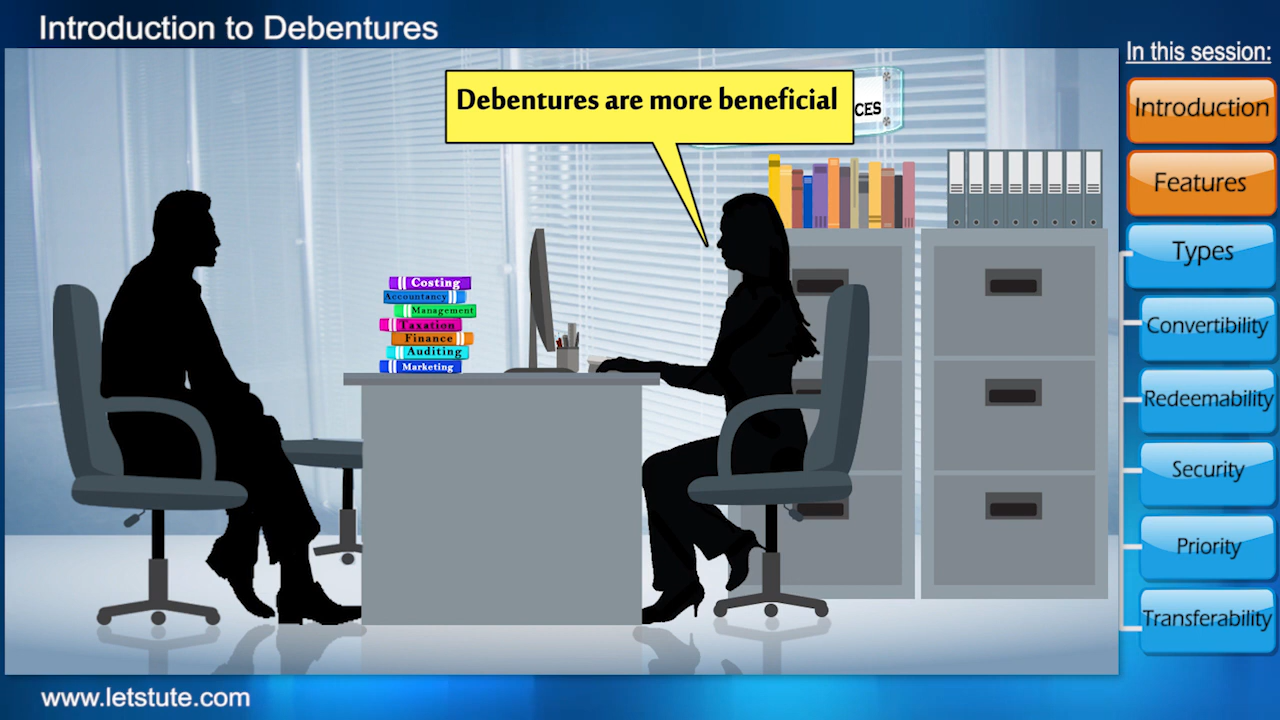 Introduction to Debentures
In this session:
Debentures are more beneficial
CES
Introduction
Features
Types
Convertibility
Redeemability
Security
Priority
Transferability
Costing
Accountancy
Management
Taxation
Finance
Auditing
Marketing
www.letstute.com